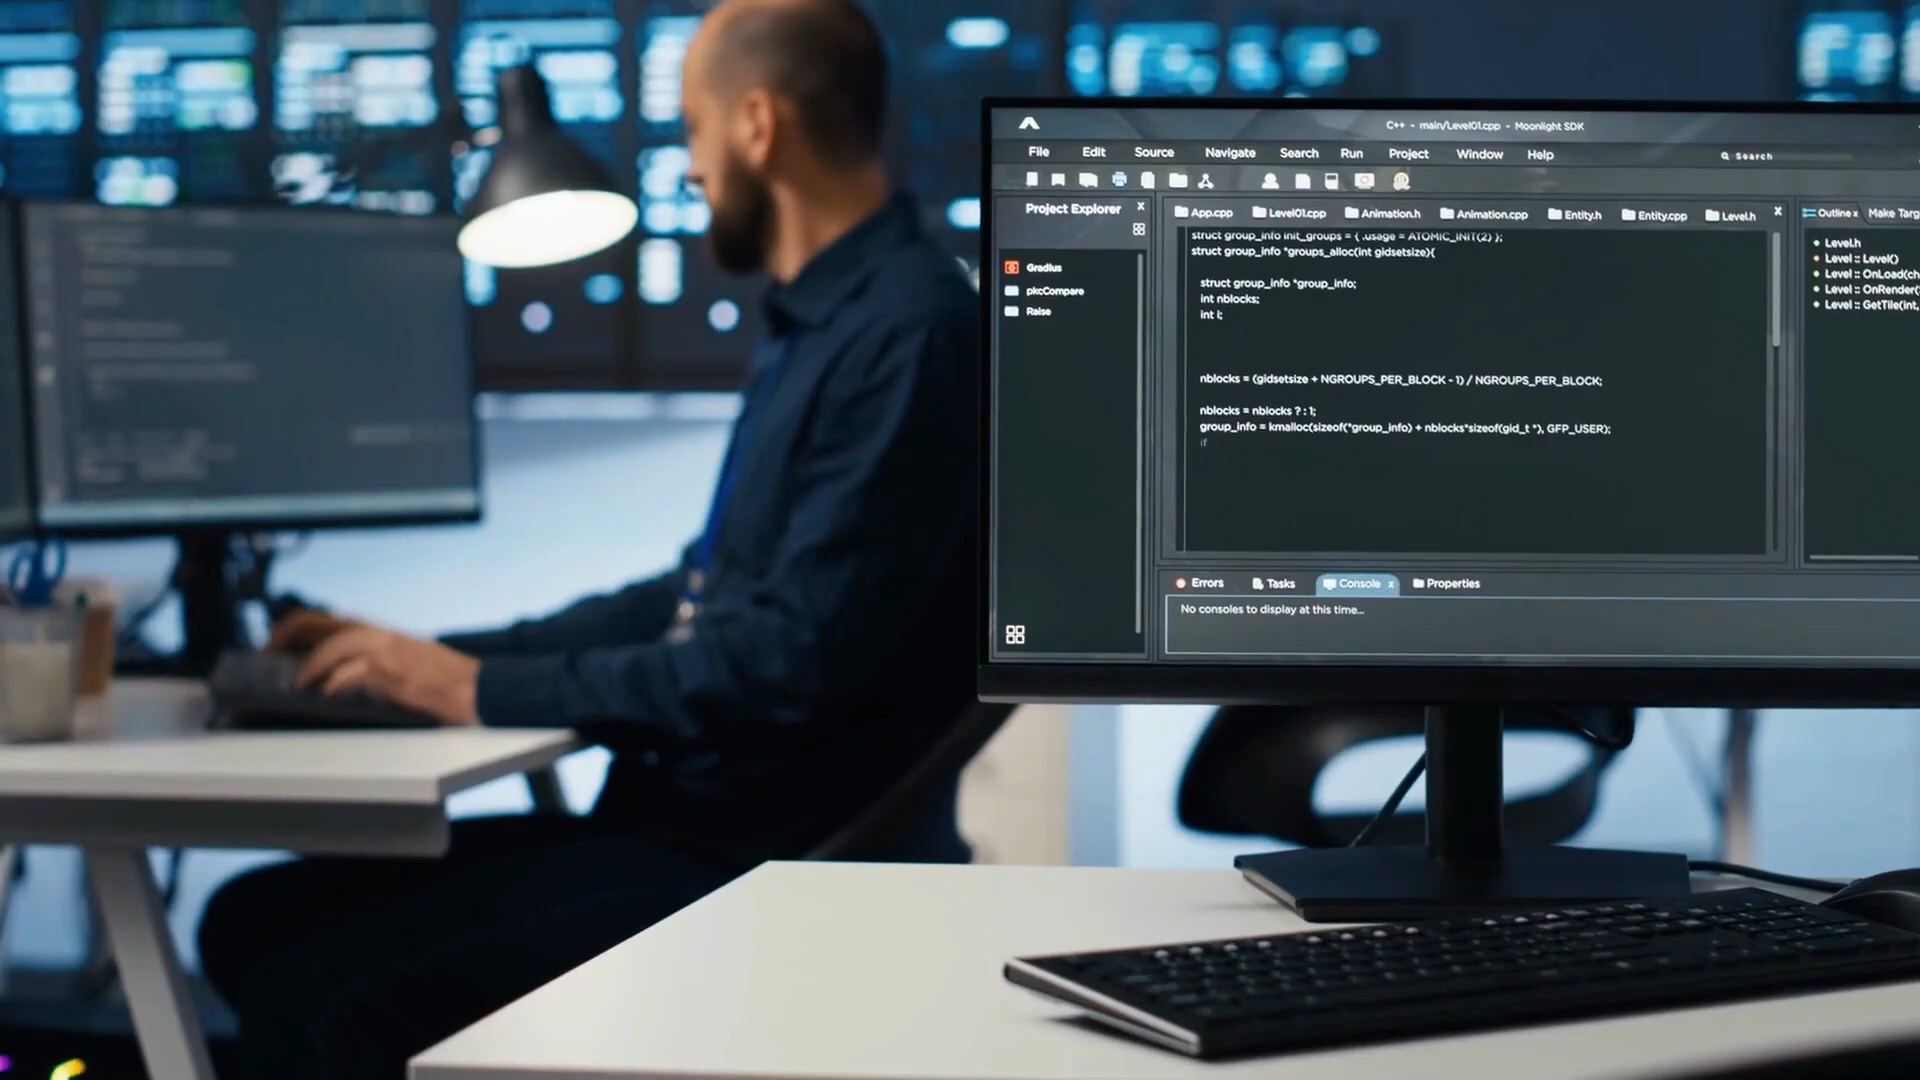 C++ - main/Level01.cpp - Moonlight SDK
File Edit Source Navigate Search Run Project Window Help
Search
Project Explorer x
App.cpp Level01.cpp Animation.h Animation.cpp Entity.h Entity.cpp Level.h x
Outline x Make
Gradius
pkcCompare
Raise
struct group_info init_groups = { .usage = ATOMIC_INIT(2) };
struct group_info *groups_alloc(int gidsetsize){
struct group_info *group_info;
int nblocks;
int i;
nblocks = (gidsetsize + NGROUPS_PER_BLOCK - 1) / NGROUPS_PER_BLOCK;
nblocks = nblocks ? : 1;
group_info = kmalloc(sizeof(*group_info) + nblocks*sizeof(gid_t *), GFP_USER);
if
Level.h
Level :: Level()
Level :: OnLoad(ch
Level :: OnRender(
Level :: GetTile(int,
Errors Tasks Console x Properties
No consoles to display at this time...